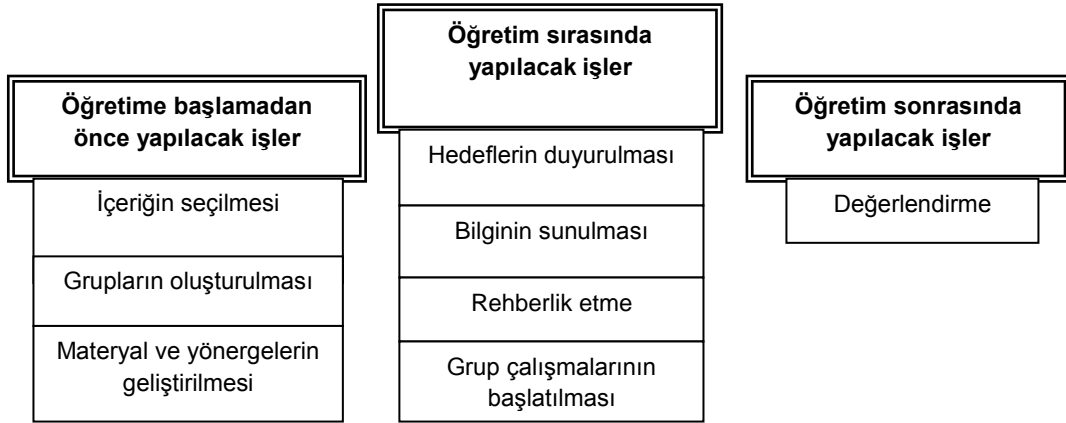 Öğretime başlamadan
önce yapılacak işler
İçeriğin seçilmesi
Grupların oluşturulması
Materyal ve yönergelerin
geliştirilmesi
Öğretim sırasında
yapılacak işler
Hedeflerin duyurulması
Bilginin sunulması
Rehberlik etme
Grup çalışmalarının
başlatılması
Öğretim sonrasında
yapılacak işler
Değerlendirme